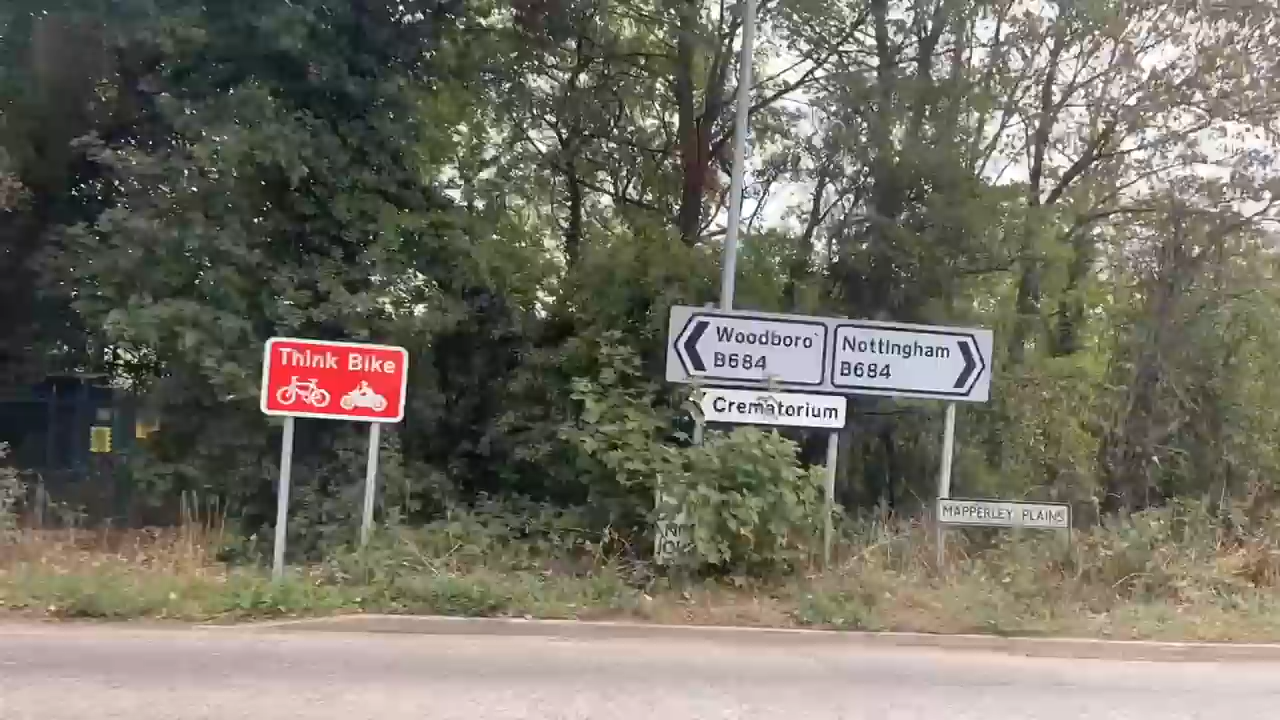 Think Bike
Woodboro'
B684
Nottingham
B684
Crematorium
MAPPERLEY PLAINS